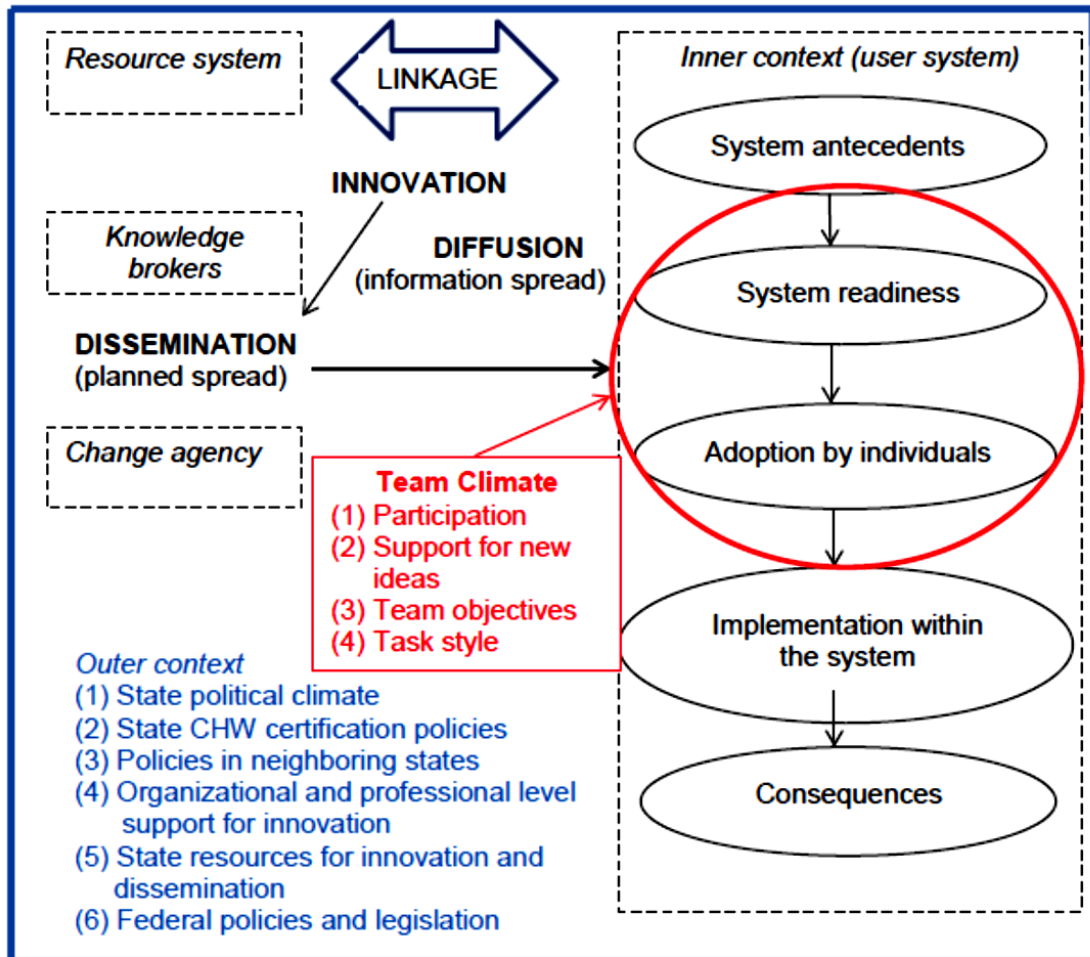 Resource system
LINKAGE
INNOVATION
Knowledge
brokers
DIFFUSION
(information spread)
DISSEMINATION
(planned spread)
Change agency
Team Climate
(1) Participation
(2) Support for new
ideas
(3) Team objectives
(4) Task style
Outer context
(1) State political climate
(2) State CHW certification policies
(3) Policies in neighboring states
(4) Organizational and professional level
support for innovation
(5) State resources for innovation and
dissemination
(6) Federal policies and legislation
Inner context (user system)
System antecedents
System readiness
Adoption by individuals
Implementation within
the system
Consequences